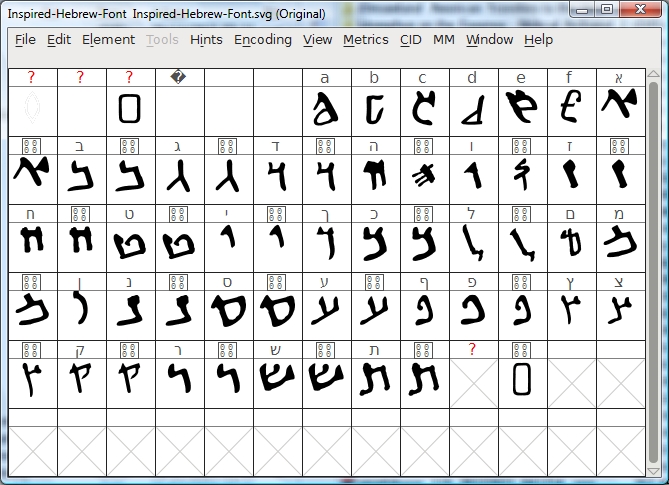 Inspired-Hebrew-Font Inspired-Hebrew-Font.svg (Original)
File Edit Element Tools Hints Encoding View Metrics CID MM Window Help
? ? ? � a b c d e f א
a b c d e f א
ב ג ד ה ו ז
א ב ב ג ג ד ד ה ו ז ז
ח ט י ך כ ל ם מ
ח ח ט ט י י ך כ כ ל ל ם מ
ן נ ס ע ף פ ץ צ
מ ן נ נ ס ס ע ע ף פ פ ץ צ
ק ר ש ת ?
צ ק ק ר ר ש ש ת ת